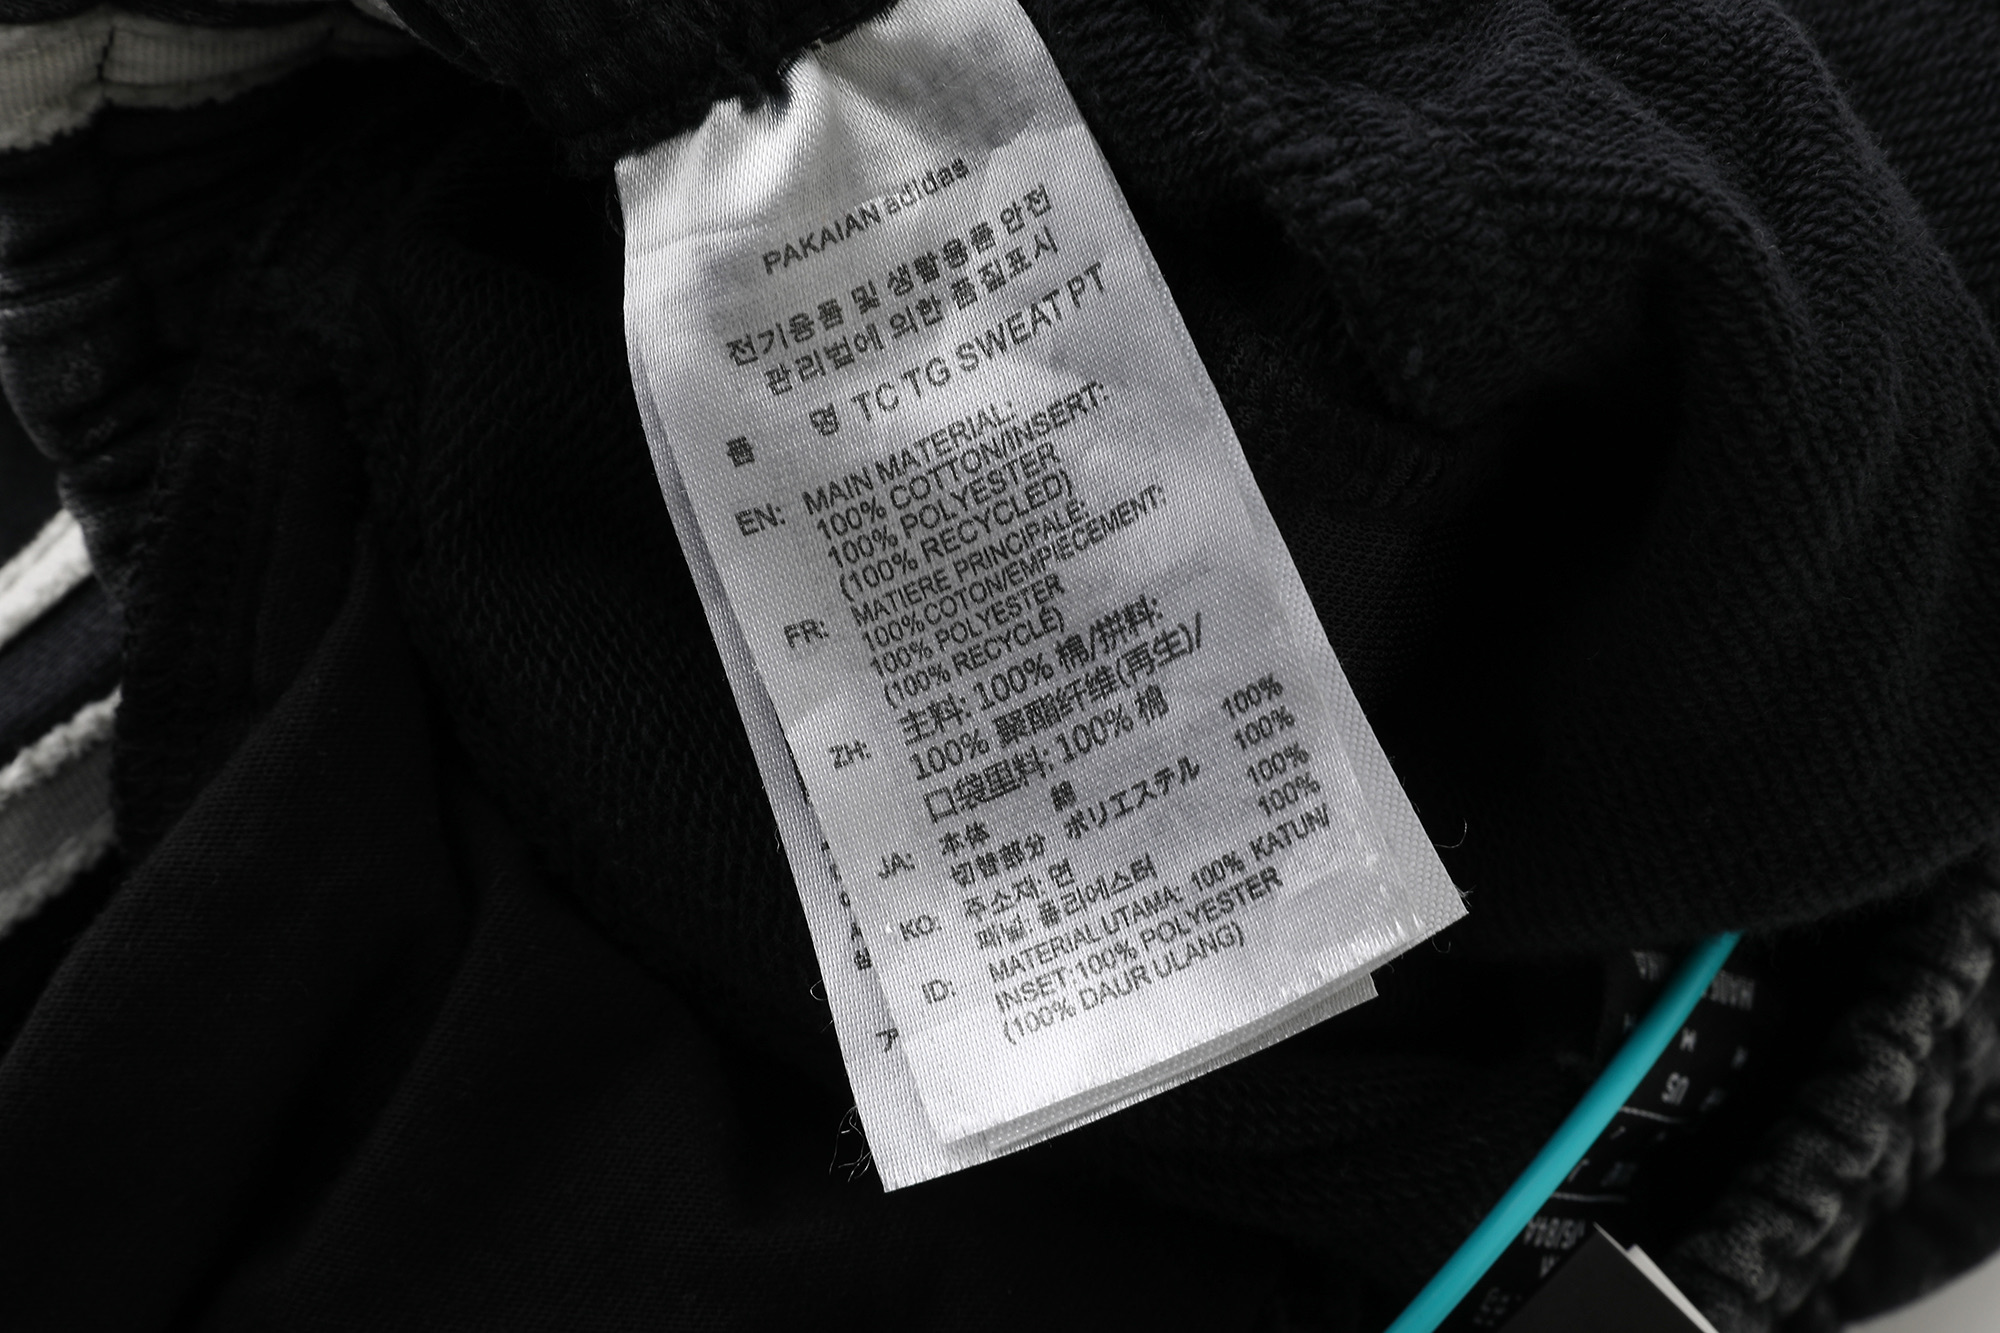 PAKAIAN adidas
전기용품 및 생활용품 안전
관리법에 의한 품질표시
품 명 TC TG SWEAT PT
EN: MAIN MATERIAL:
100% COTTON/INSERT:
100% POLYESTER
(100% RECYCLED)
FR: MATIERE PRINCIPALE:
100%COTON/EMPIECEMENT:
100% POLYESTER
(100% RECYCLÉ)
ZH: 主料: 100% 棉/拼料:
100% 聚酯纤维(再生)/
口袋里料: 100% 棉
JA: 本体 綿 100%
切替部分 ポリエステル 100%
KO: 주소재: 면 100%
패널: 폴리에스터 100%
ID: MATERIAL UTAMA: 100% KATUN/
INSET:100% POLYESTER
(100% DAUR ULANG)